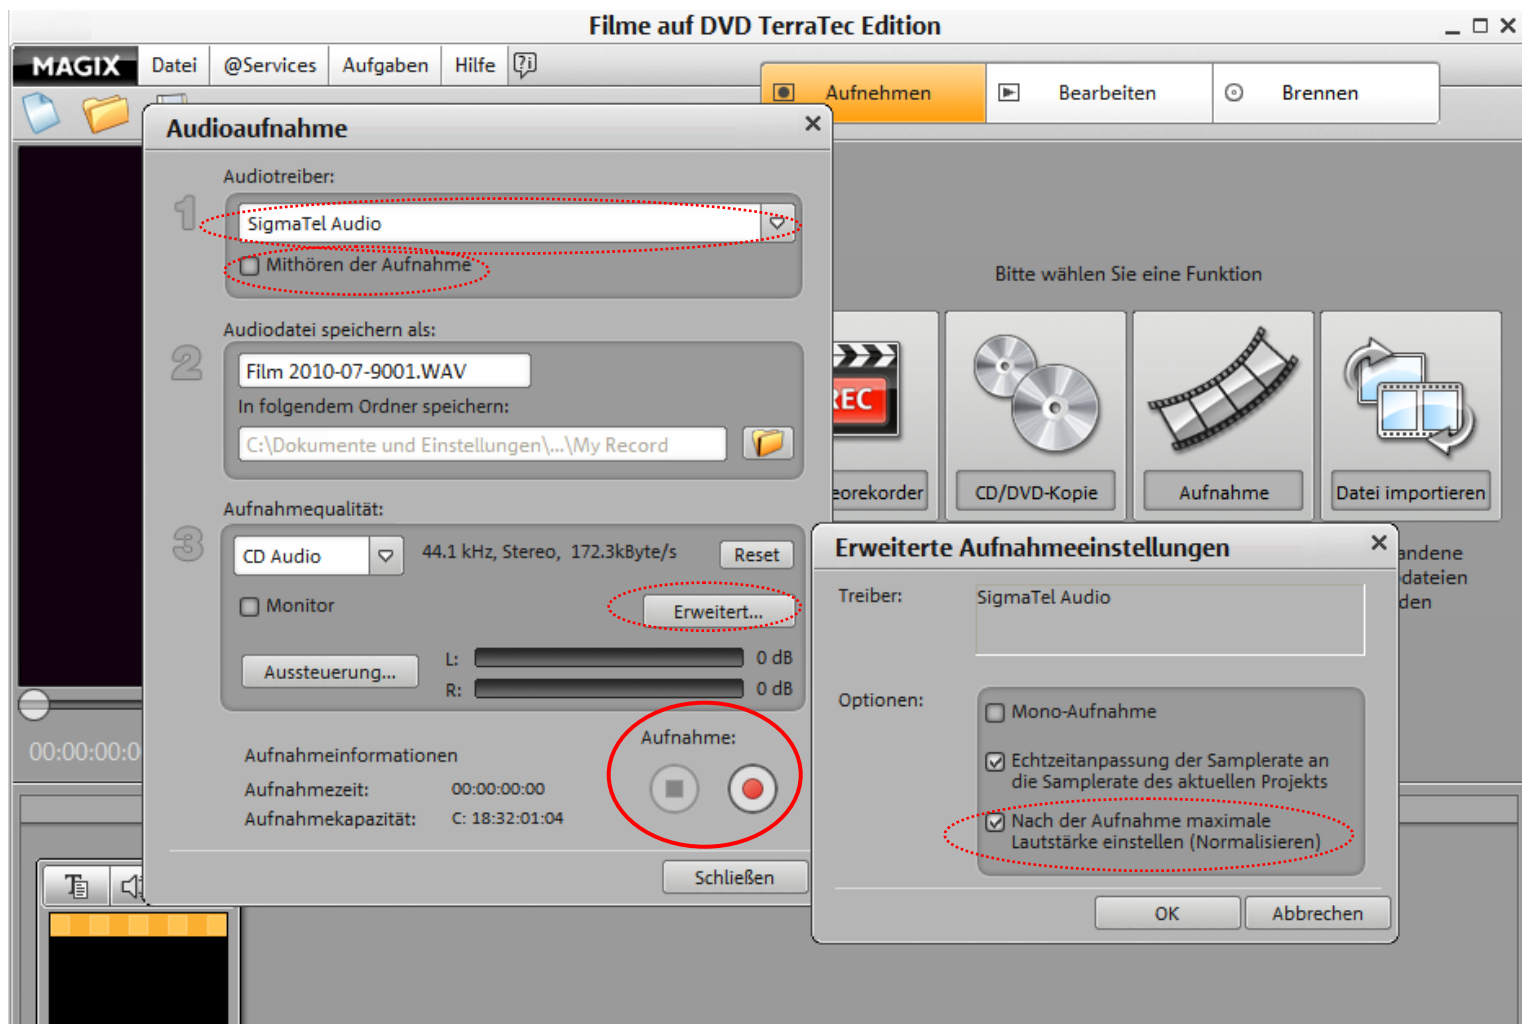 Filme auf DVD TerraTec Edition
MAGIX
Datei
@Services
Aufgaben
Hilfe
Aufnehmen
Bearbeiten
Brennen
Audioaufnahme
Audiotreiber:
1
SigmaTel Audio
Mithören der Aufnahme
Audiodatei speichern als:
2
Film 2010-07-9001.WAV
In folgendem Ordner speichern:
C:\Dokumente und Einstellungen\...\My Record
Aufnahmequalität:
3
CD Audio
44.1 kHz, Stereo, 172.3kByte/s
Reset
Monitor
Erweitert...
Aussteuerung...
L:
0 dB
R:
0 dB
Aufnahme:
Aufnahmeinformationen
Aufnahmezeit:
00:00:00:00
Aufnahmekapazität:
C: 18:32:01:04
Schließen
Bitte wählen Sie eine Funktion
REC
eorekorder
CD/DVD-Kopie
Aufnahme
Datei importieren
andene
dateien
den
Erweiterte Aufnahmeeinstellungen
Treiber:
SigmaTel Audio
Optionen:
Mono-Aufnahme
Echtzeitanpassung der Samplerate an
die Samplerate des aktuellen Projekts
Nach der Aufnahme maximale
Lautstärke einstellen (Normalisieren)
OK
Abbrechen
00:00:00:0